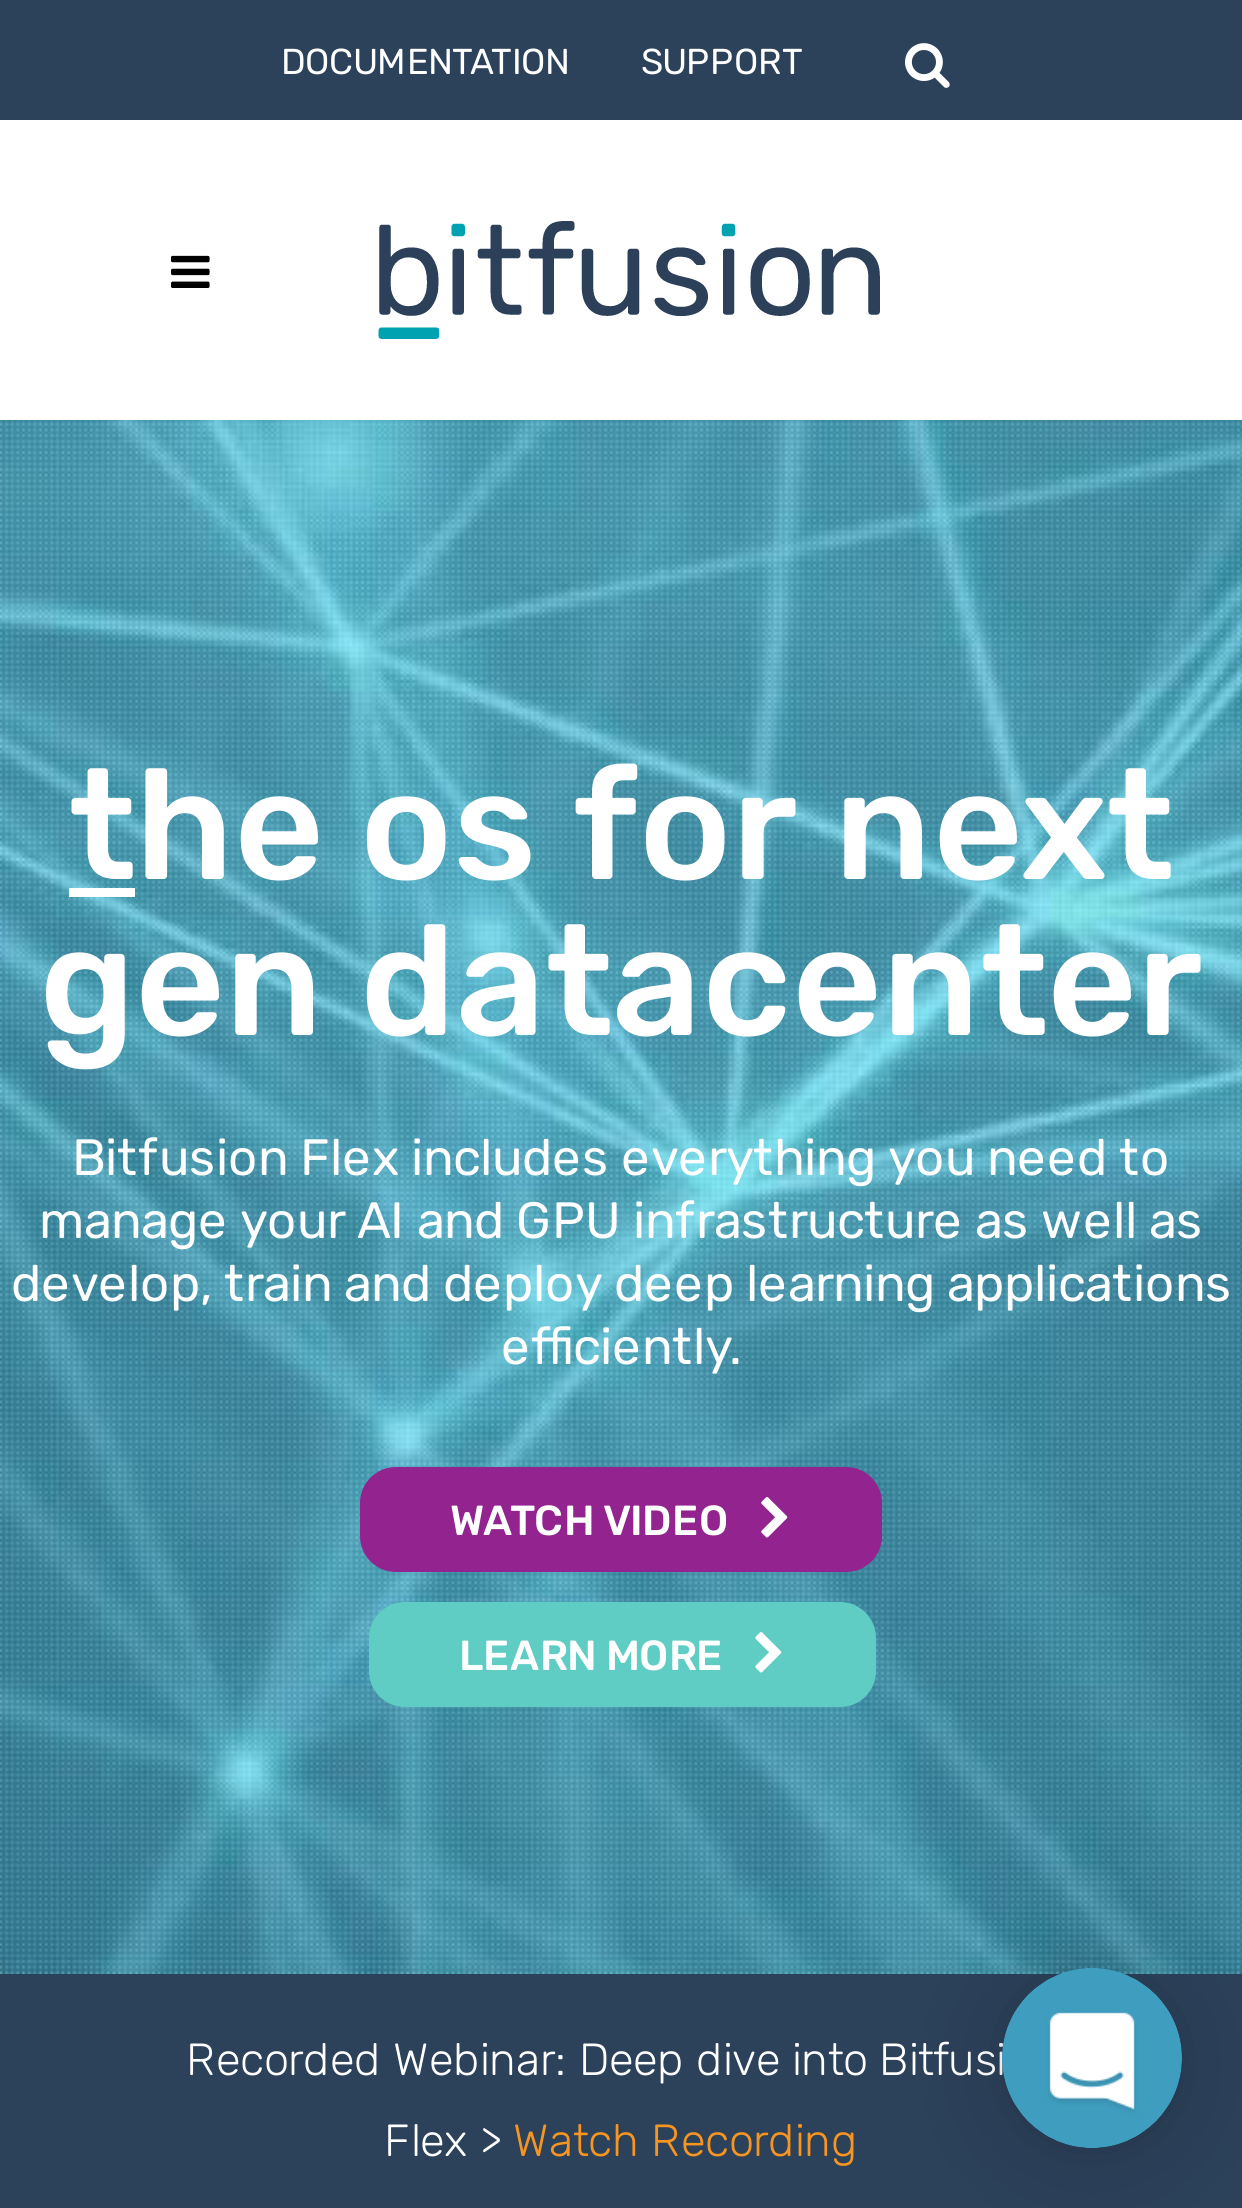 DOCUMENTATION SUPPORT
bitfusion
the os for next
gen datacenter
Bitfusion Flex includes everything you need to
manage your AI and GPU infrastructure as well as
develop, train and deploy deep learning applications
efficiently.
WATCH VIDEO
LEARN MORE
Recorded Webinar: Deep dive into Bitfusi
Flex > Watch Recording